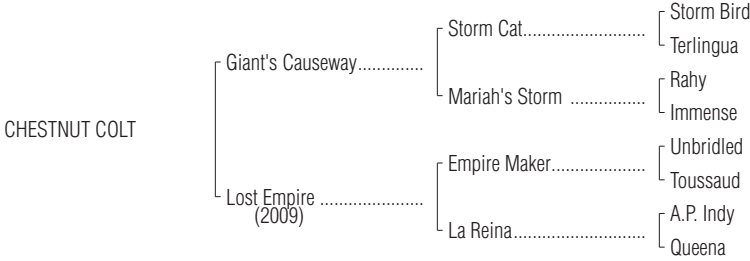 Storm Bird
Storm Cat..........................
Terlingua
Giant's Causeway..............
Rahy
Mariah's Storm ................
Immense
CHESTNUT COLT
Unbridled
Empire Maker....................
Toussaud
Lost Empire ......................
(2009)
A.P. Indy
La Reina............................
Queena